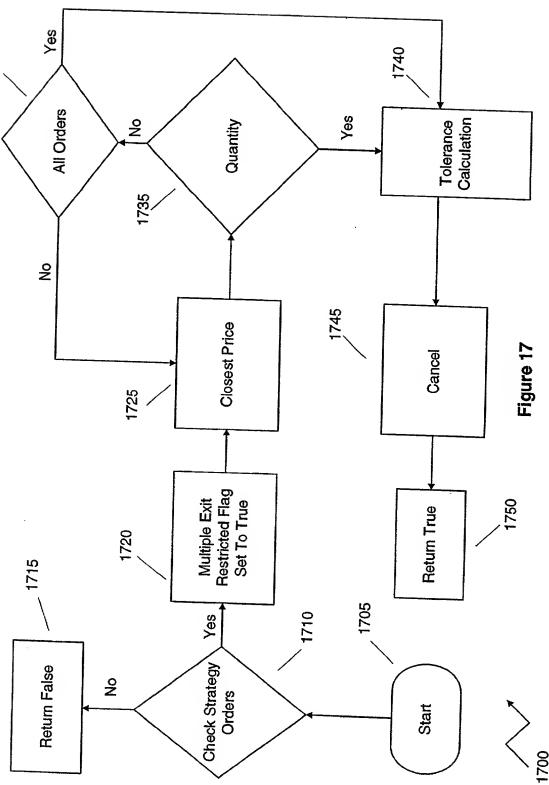 1700
Start
1705
Check Strategy
Orders
1710
No
Return False
1715
Yes
Multiple Exit
Restricted Flag
Set To True
1720
Closest Price
1725
Quantity
1735
No
All Orders
No
Yes
Yes
Tolerance
Calculation
1740
Cancel
1745
Return True
1750
Figure 17